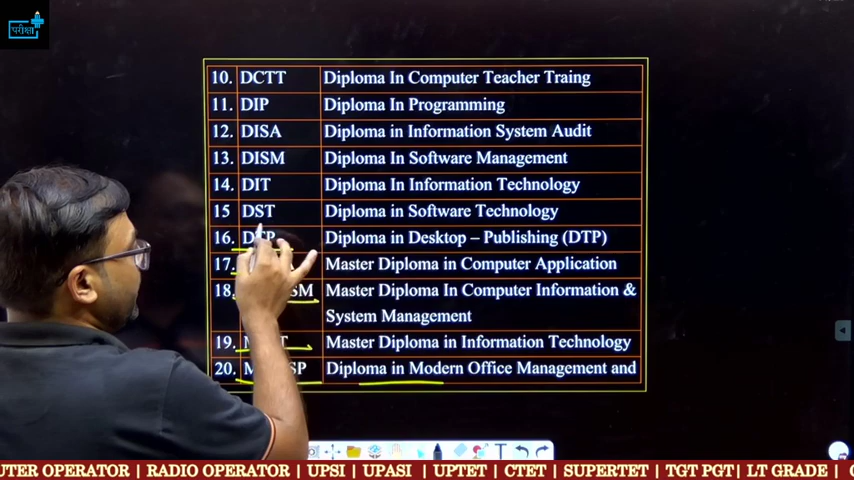 परीक्षा
10. DCTT Diploma In Computer Teacher Traing
11. DIP Diploma In Programming
12. DISA Diploma in Information System Audit
13. DISM Diploma In Software Management
14. DIT Diploma In Information Technology
15 DST Diploma in Software Technology
16. DTP Diploma in Desktop – Publishing (DTP)
17. Master Diploma in Computer Application
18. Master Diploma In Computer Information &
System Management
19. Master Diploma in Information Technology
20. Diploma in Modern Office Management and
UTER OPERATOR | RADIO OPERATOR | UPSI | UPASI | UPTET | CTET | SUPERTET | TGT PGT| LT GRADE |